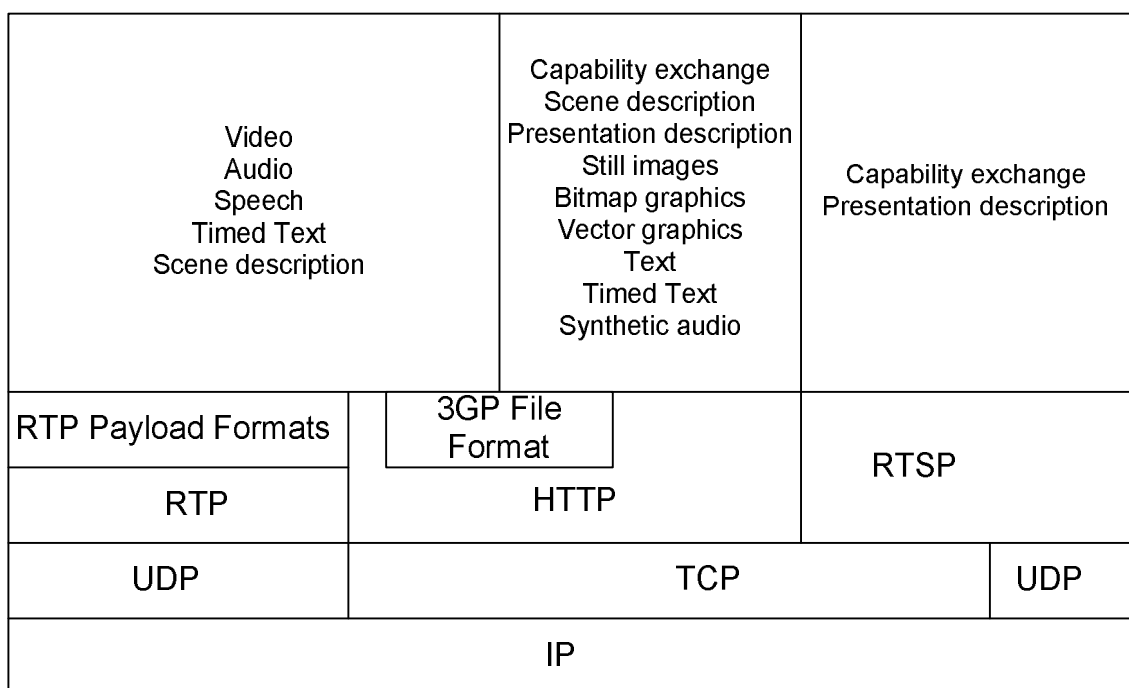 Video
Audio
Speech
Timed Text
Scene description
Capability exchange
Scene description
Presentation description
Still images
Bitmap graphics
Vector graphics
Text
Timed Text
Synthetic audio
Capability exchange
Presentation description
RTP Payload Formats
3GP File
Format
RTSP
RTP
HTTP
UDP
TCP
UDP
IP